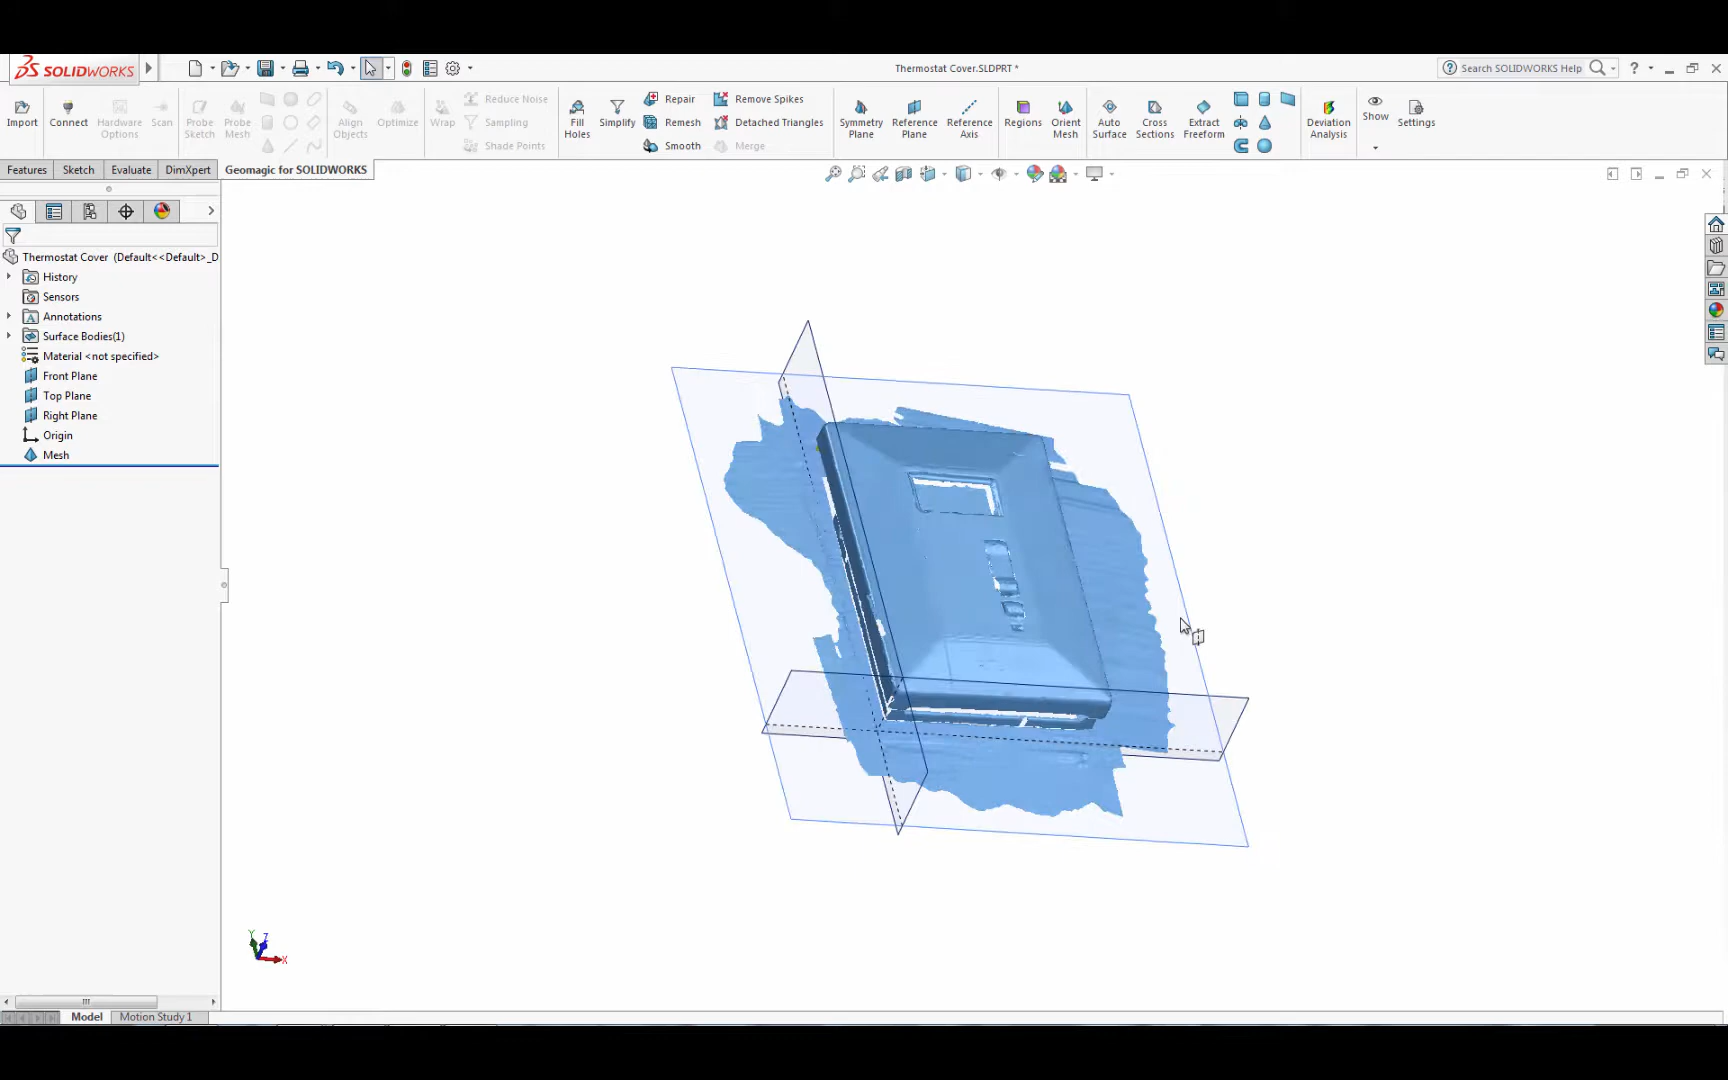 SOLIDWORKS
Thermostat Cover.SLDPRT *
Search SOLIDWORKS Help
?
Import
Connect
Hardware Options
Scan
Probe Sketch
Probe Mesh
Align Objects
Optimize
Wrap
Reduce Noise
Sampling
Shade Points
Fill Holes
Simplify
Repair
Remesh
Smooth
Remove Spikes
Detached Triangles
Merge
Symmetry Plane
Reference Plane
Reference Axis
Regions
Orient Mesh
Auto Surface
Cross Sections
Extract Freeform
Deviation Analysis
Show
Settings
Features
Sketch
Evaluate
DimXpert
Geomagic for SOLIDWORKS
Thermostat Cover (Default<<Default>_D
History
Sensors
Annotations
Surface Bodies(1)
Material <not specified>
Front Plane
Top Plane
Right Plane
Origin
Mesh
Y
Z
X
Model
Motion Study 1